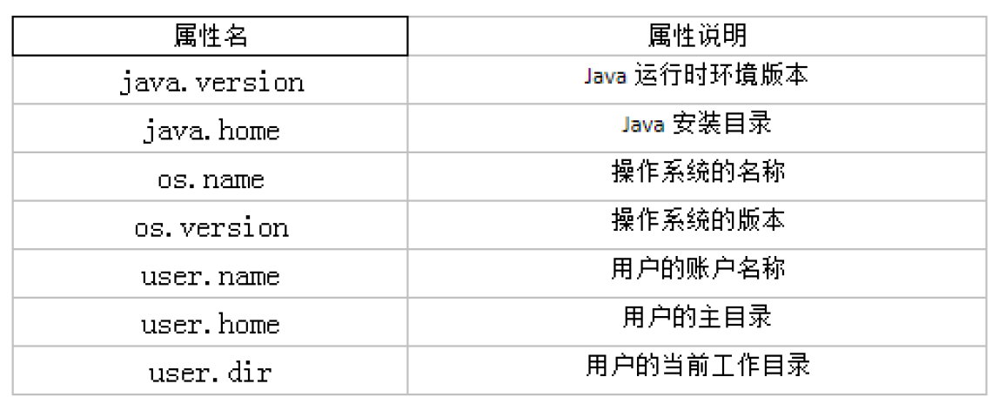 属性名 属性说明
java.version Java 运行时环境版本
java.home Java 安装目录
os.name 操作系统的名称
os.version 操作系统的版本
user.name 用户的账户名称
user.home 用户的主目录
user.dir 用户的当前工作目录